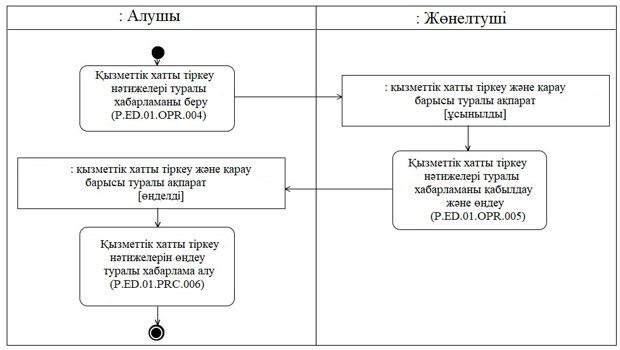 : Алушы
: Жөнелтуші
Қызметтік хатты тіркеу
нәтижелері туралы
хабарламаны беру
(P.ED.01.OPR.004)
: қызметтік хатты тіркеу және қарау
барысы туралы ақпарат
[ұсынылды]
Қызметтік хатты тіркеу
нәтижелері туралы
хабарламаны қабылдау
және өңдеу
(P.ED.01.OPR.005)
: қызметтік хатты тіркеу және қарау
барысы туралы ақпарат
[өңделді]
Қызметтік хатты тіркеу
нәтижелерін өңдеу
туралы хабарлама алу
(P.ED.01.PRC.006)